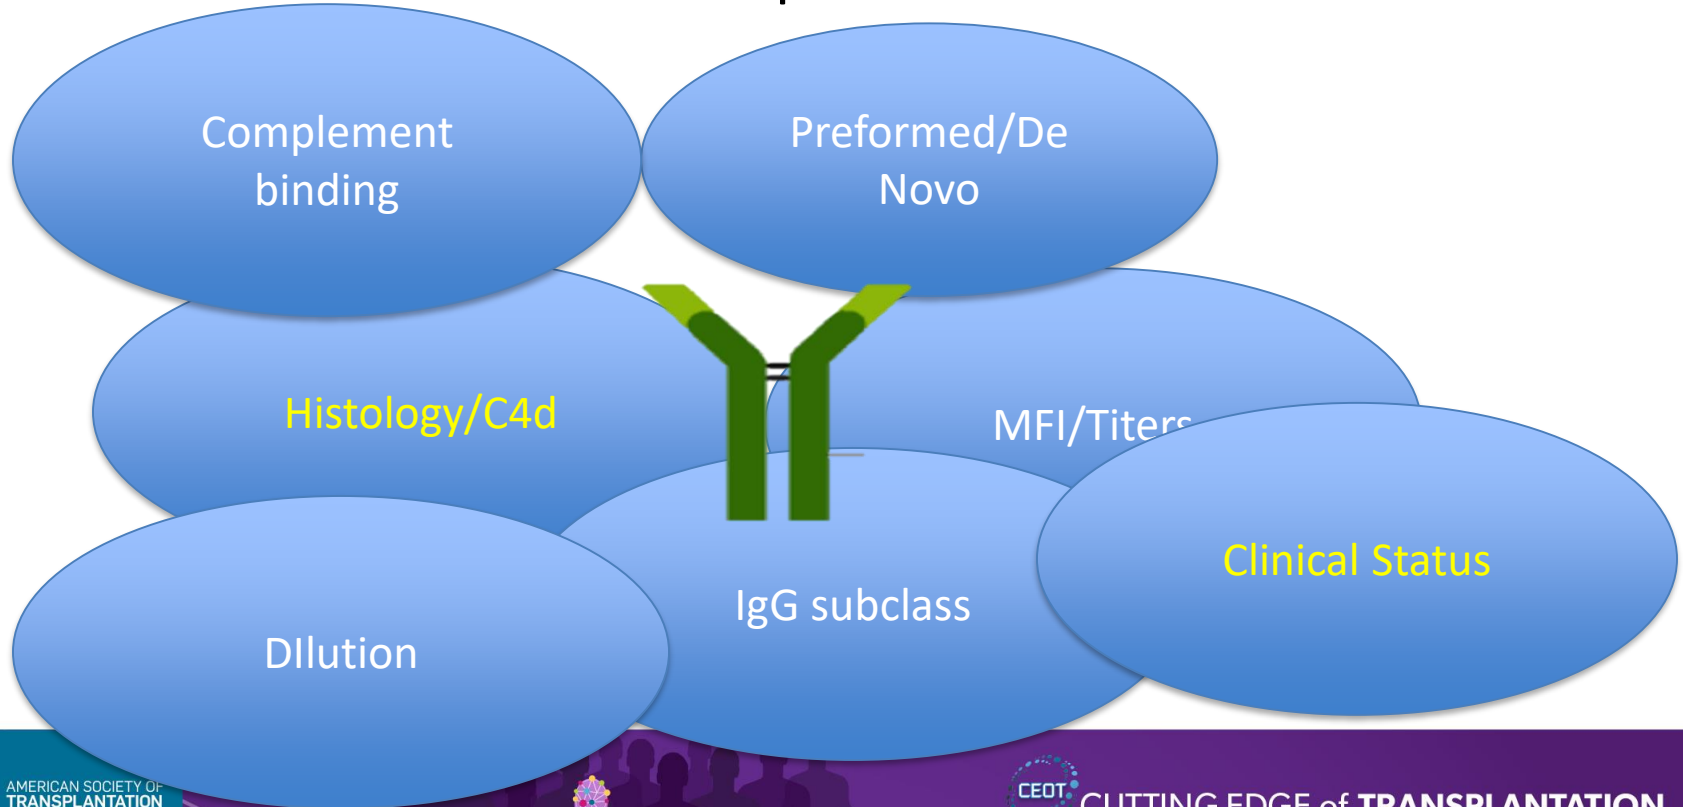 Complement
binding
Preformed/De
Novo
Histology/C4d
MFI/Titers
Clinical Status
IgG subclass
DIlution
AMERICAN SOCIETY OF
TRANSPLANTATION
CEOT
CUTTING EDGE of TRANSPLANTATION